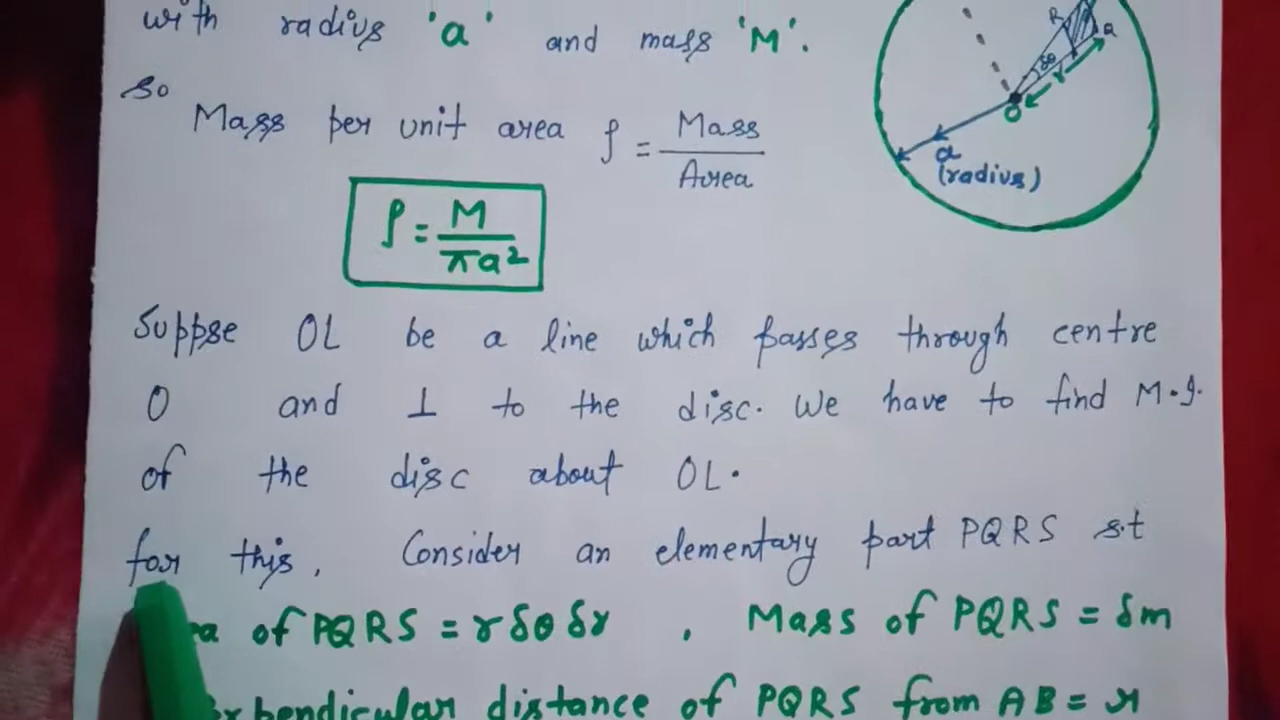 with radius 'a' and mass 'M'.
So Mass per unit area ρ = Mass / Area
ρ = M / πa²
R Q
δθ
r
O
a
(radius)
Suppse OL be a line which passes through centre
O and ⊥ to the disc. We have to find M.I.
of the disc about OL.
for this, Consider an elementary part PQRS s.t
of PQRS = r δθ δr , Mass of PQRS = δm
distance of PQRS from AB = r